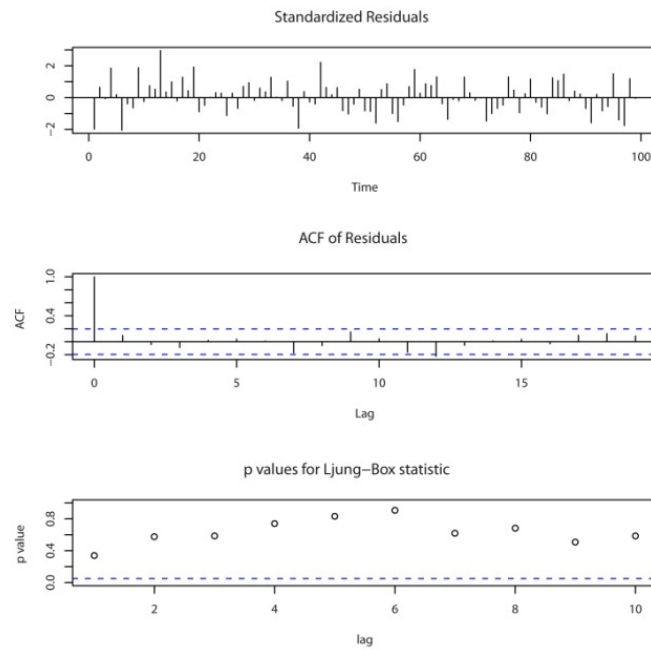 Standardized Residuals
2
0
−2
0 20 40 60 80 100
Time
ACF of Residuals
ACF
1.0
0.4
−0.2
0 5 10 15
Lag
p values for Ljung−Box statistic
p value
0.8
0.4
0.0
2 4 6 8 10
lag